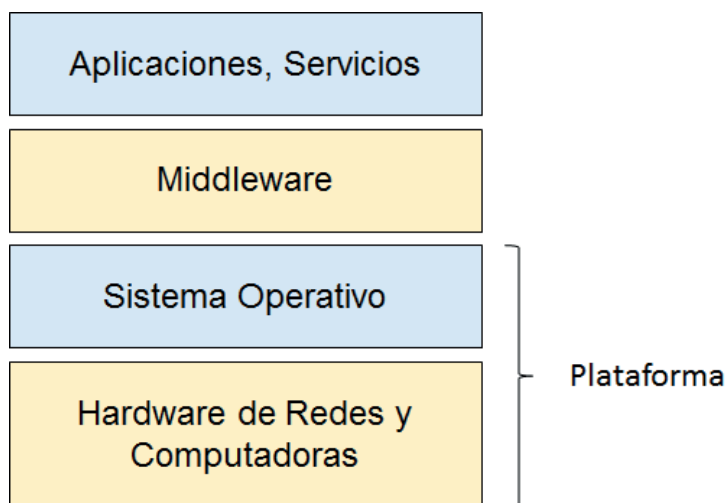 Aplicaciones, Servicios
Middleware
Sistema Operativo
Plataforma
Hardware de Redes y
Computadoras